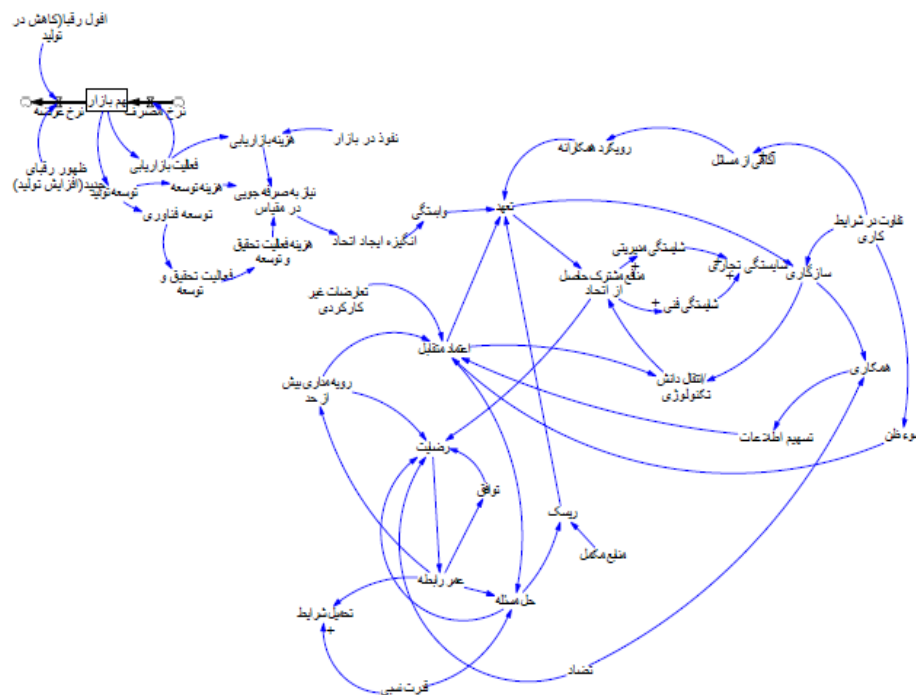 افول رقبا(کاهش در
تولید
سهم بازار
نرخ عرضه
نرخ مصرف
ظهور رقبای
جدید(افزایش تولید)
فعالیت بازاریابی
هزینه بازاریابی
نفوذ در بازار
توسعه تولید
هزینه توسعه
نیاز به صرفه جویی
در مقیاس
توسعه فناوری
هزینه فعالیت تحقیق
و توسعه
فعالیت تحقیق و
توسعه
انگیزه ایجاد اتحاد
وابستگی
تعهد
رویکرد همکارانه
آگاهی از مسائل
تفاوت در شرایط
کاری
سازگاری
شایستگی مدیریتی
+
شایستگی تجاری
+
+
منافع مشترک حاصل
از اتحاد
+
شایستگی فنی
+
تعارضات غیر
کارکردی
اعتماد متقابل
انتقال دانش
تکنولوژی
همکاری
رویه مداری بیش
از حد
تسهیم اطلاعات
سوء ظن
رضایت
توافق
ریسک
منابع مکمل
عمر رابطه
حل مسئله
تحمیل شرایط
+
تضاد
قدرت نسبی